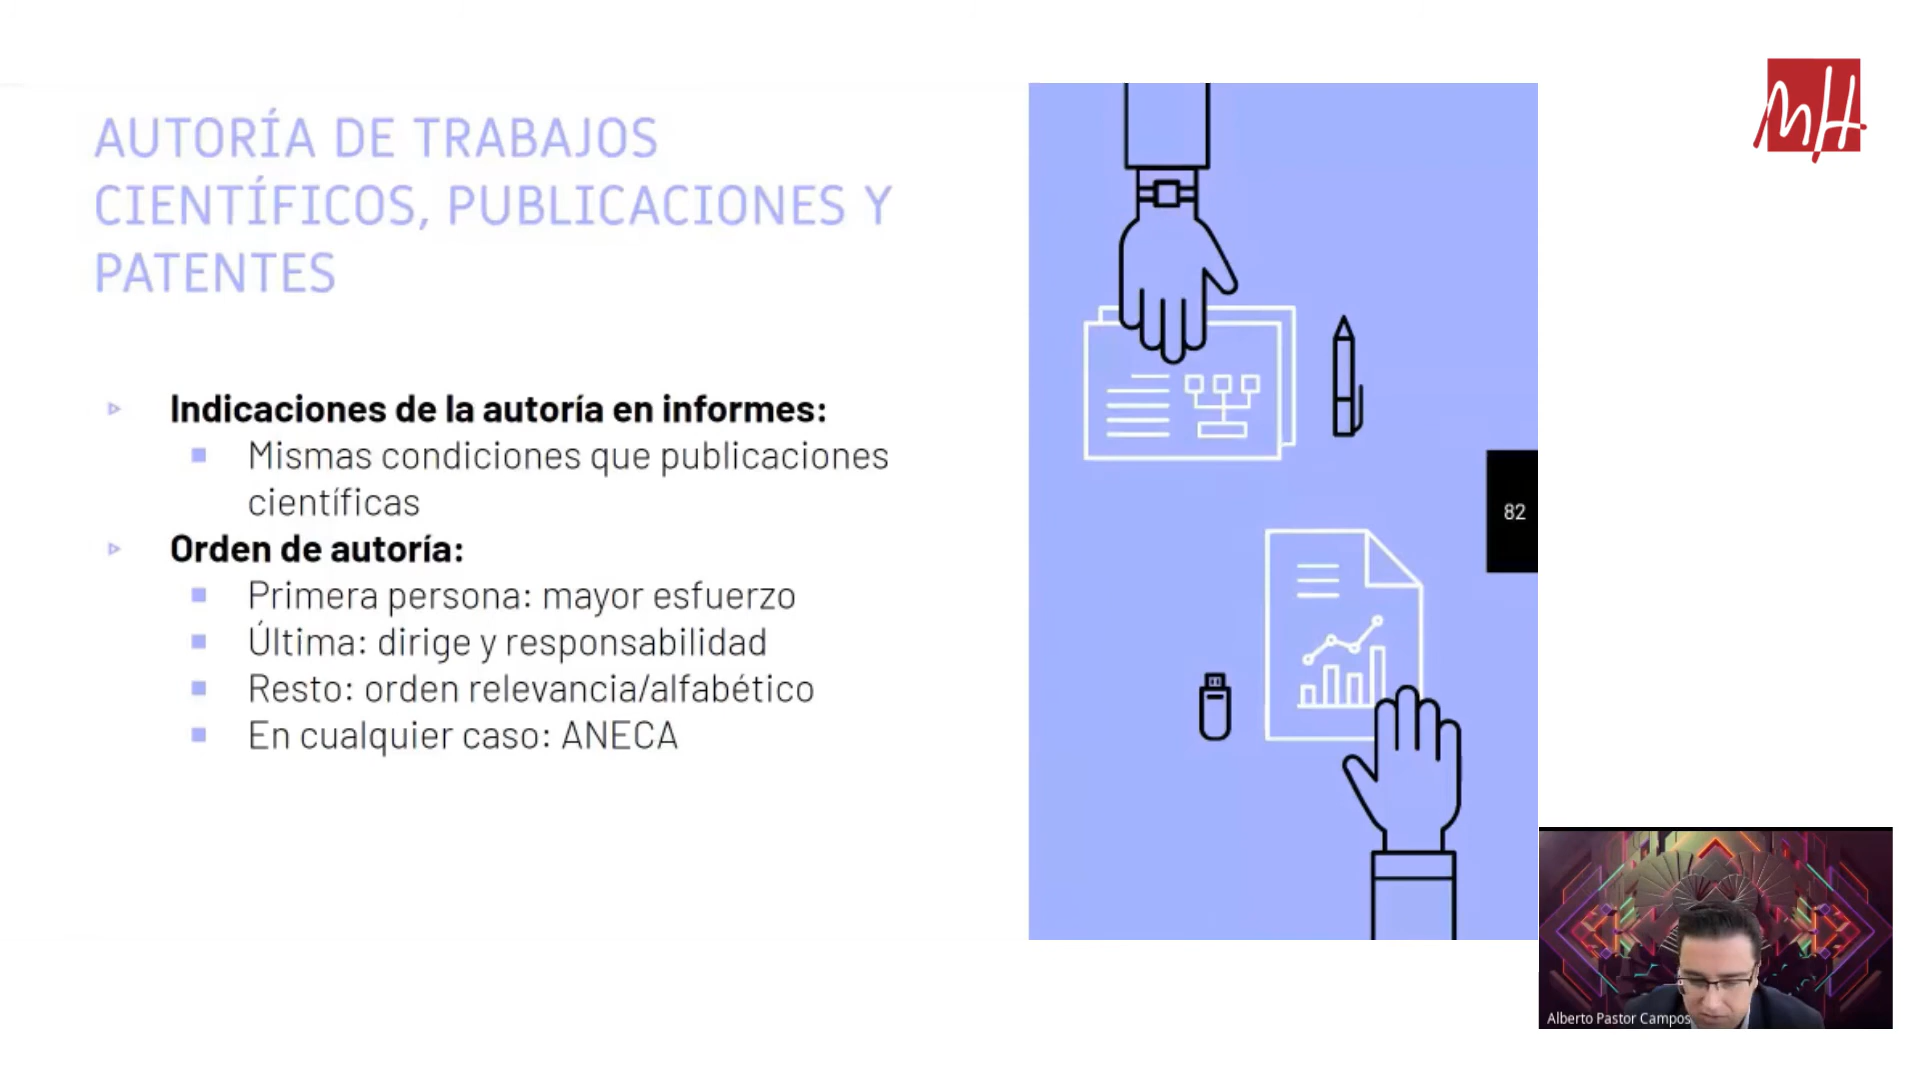 AUTORÍA DE TRABAJOS
CIENTÍFICOS, PUBLICACIONES Y
PATENTES
Indicaciones de la autoría en informes:
Mismas condiciones que publicaciones
científicas
Orden de autoría:
Primera persona: mayor esfuerzo
Última: dirige y responsabilidad
Resto: orden relevancia/alfabético
En cualquier caso: ANECA
82
MH
Alberto Pastor Campos